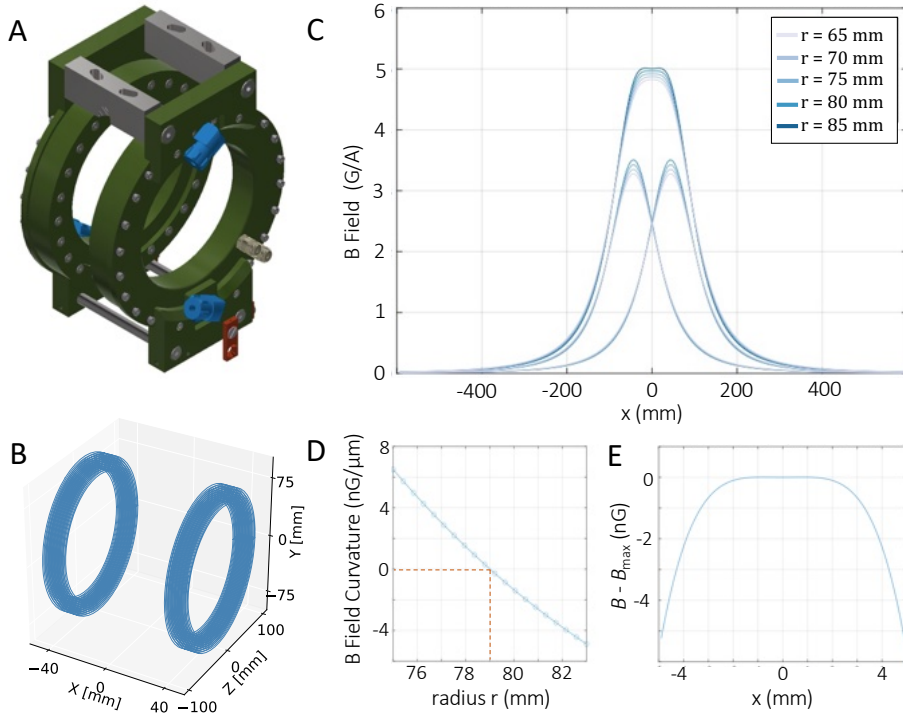 A
B
75
0
−75
Y [mm]
−40
0
40
X [mm]
−100
0
100
Z [mm]
C
6
5
4
3
2
1
0
B Field (G/A)
-400
-200
0
200
400
x (mm)
r = 65 mm
r = 70 mm
r = 75 mm
r = 80 mm
r = 85 mm
D
8
4
0
-4
B Field Curvature (nG/μm)
76
78
80
82
radius r (mm)
E
0
-2
-4
B - Bmax (nG)
-4
-2
0
2
4
x (mm)